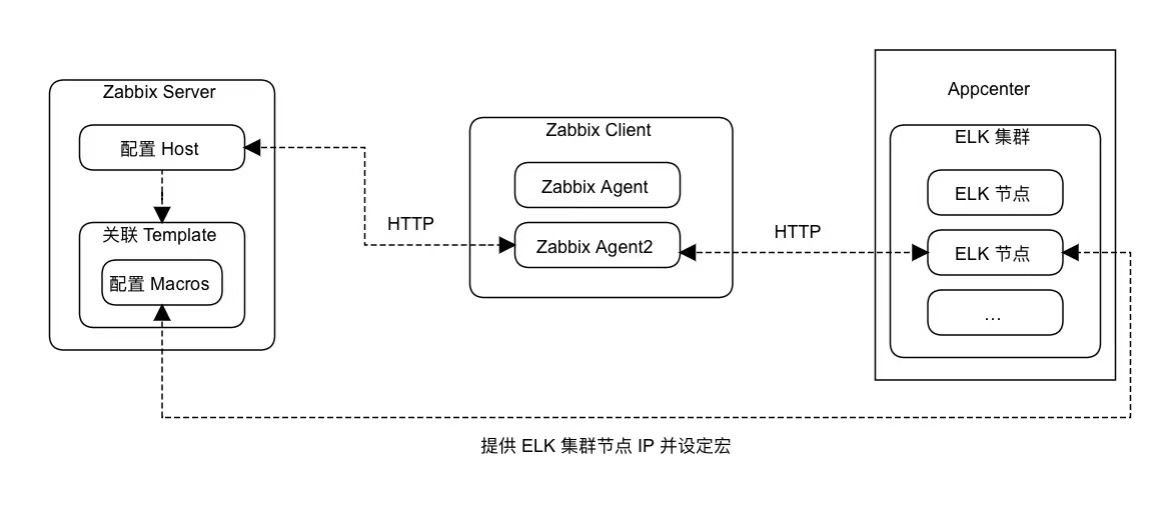 Zabbix Server
配置 Host
关联 Template
配置 Macros
HTTP
Zabbix Client
Zabbix Agent
Zabbix Agent2
HTTP
Appcenter
ELK 集群
ELK 节点
ELK 节点
...
提供 ELK 集群节点 IP 并设定宏